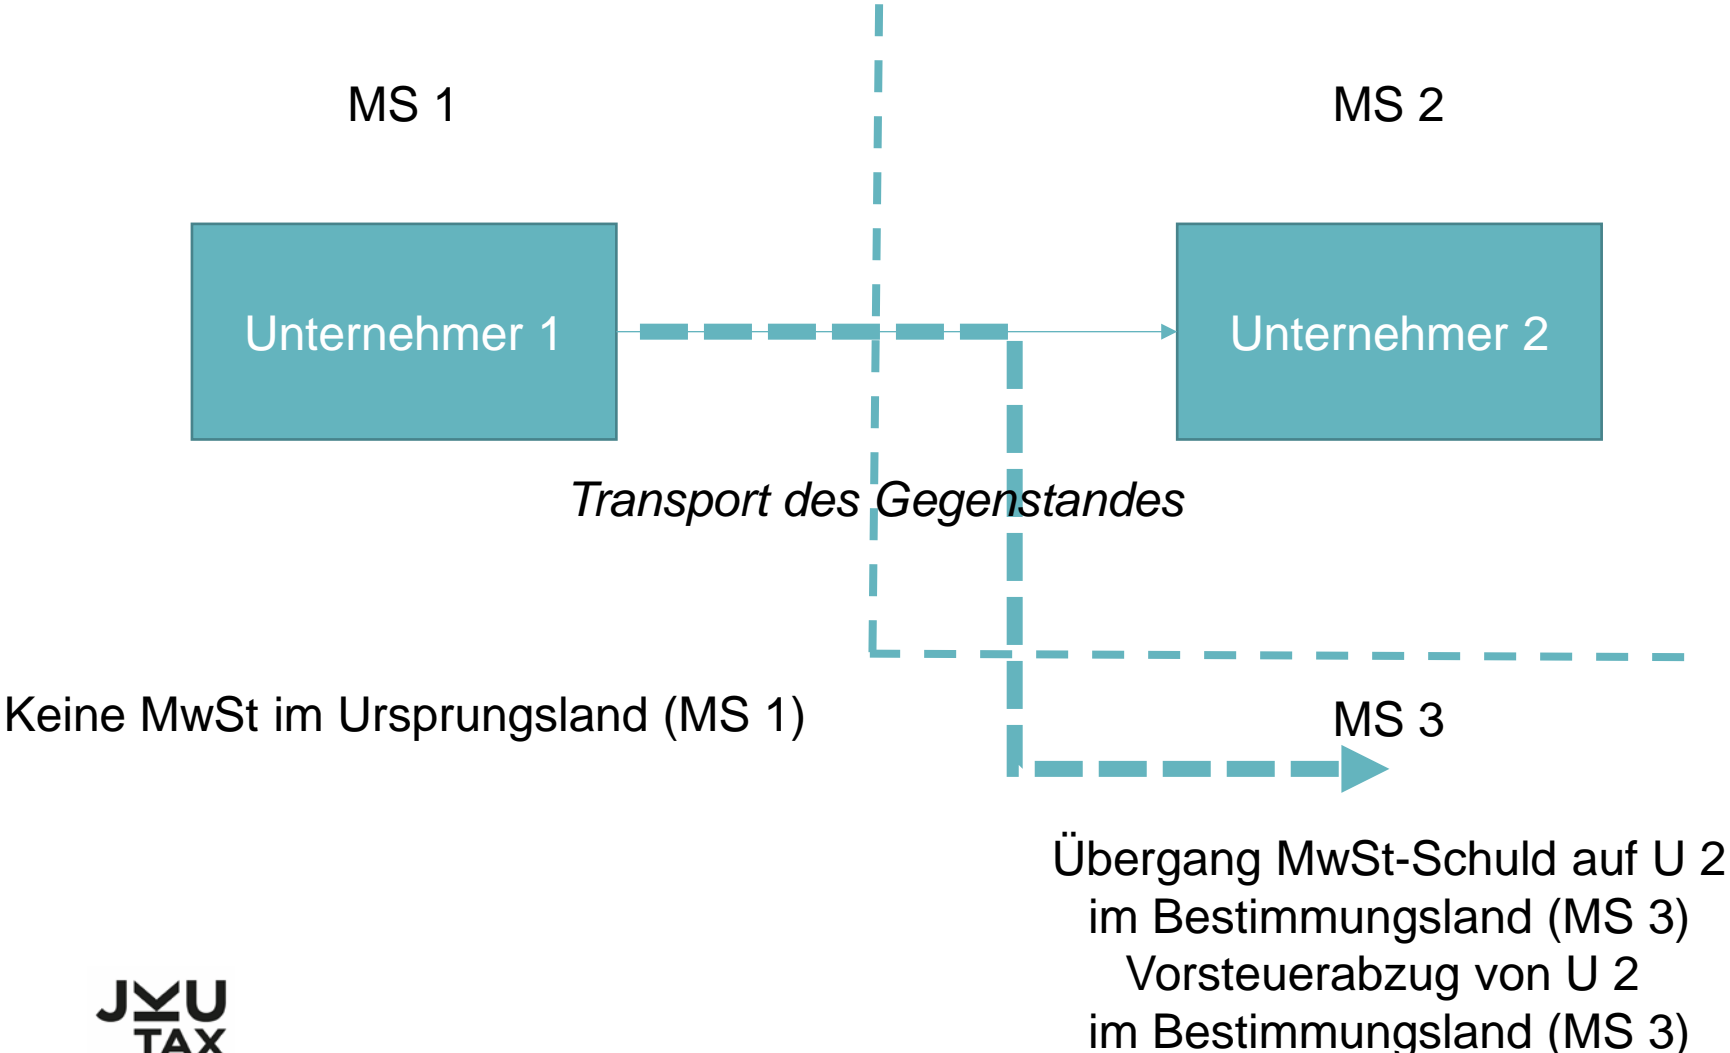 MS 1
MS 2
Unternehmer 1
Unternehmer 2
Transport des Gegenstandes
Keine MwSt im Ursprungsland (MS 1)
MS 3
Übergang MwSt-Schuld auf U 2
im Bestimmungsland (MS 3)
Vorsteuerabzug von U 2
im Bestimmungsland (MS 3)
JKU
TAX